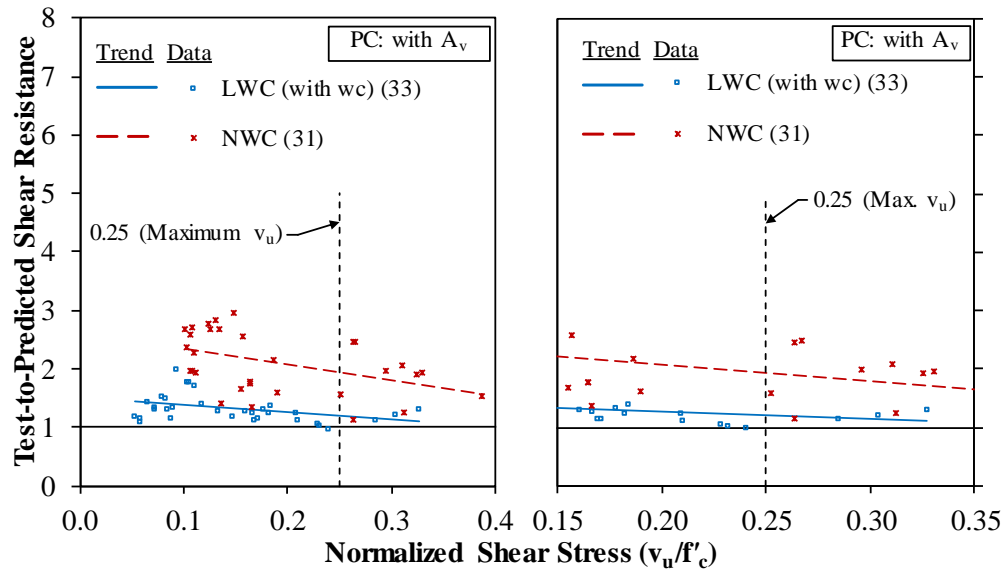 Test-to-Predicted Shear Resistance
8
7
6
5
4
3
2
1
0
PC: with Av
Trend Data
LWC (with wc) (33)
NWC (31)
0.25 (Maximum vu)
0.0 0.1 0.2 0.3 0.4
PC: with Av
Trend Data
LWC (with wc) (33)
NWC (31)
0.25 (Max. vu)
0.15 0.20 0.25 0.30 0.35
Normalized Shear Stress (vu/f′c)